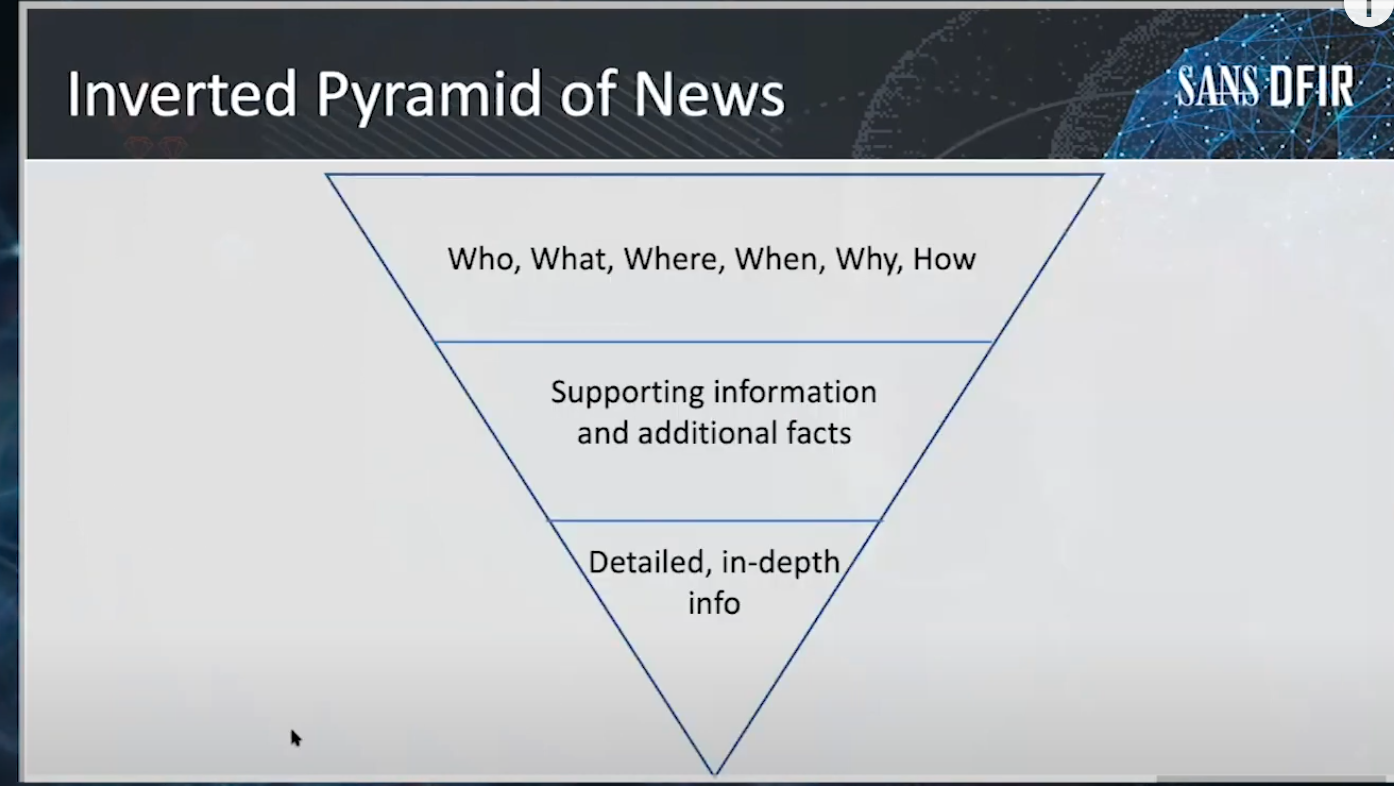 Inverted Pyramid of News
SANS DFIR
Who, What, Where, When, Why, How
Supporting information
and additional facts
Detailed, in-depth
info